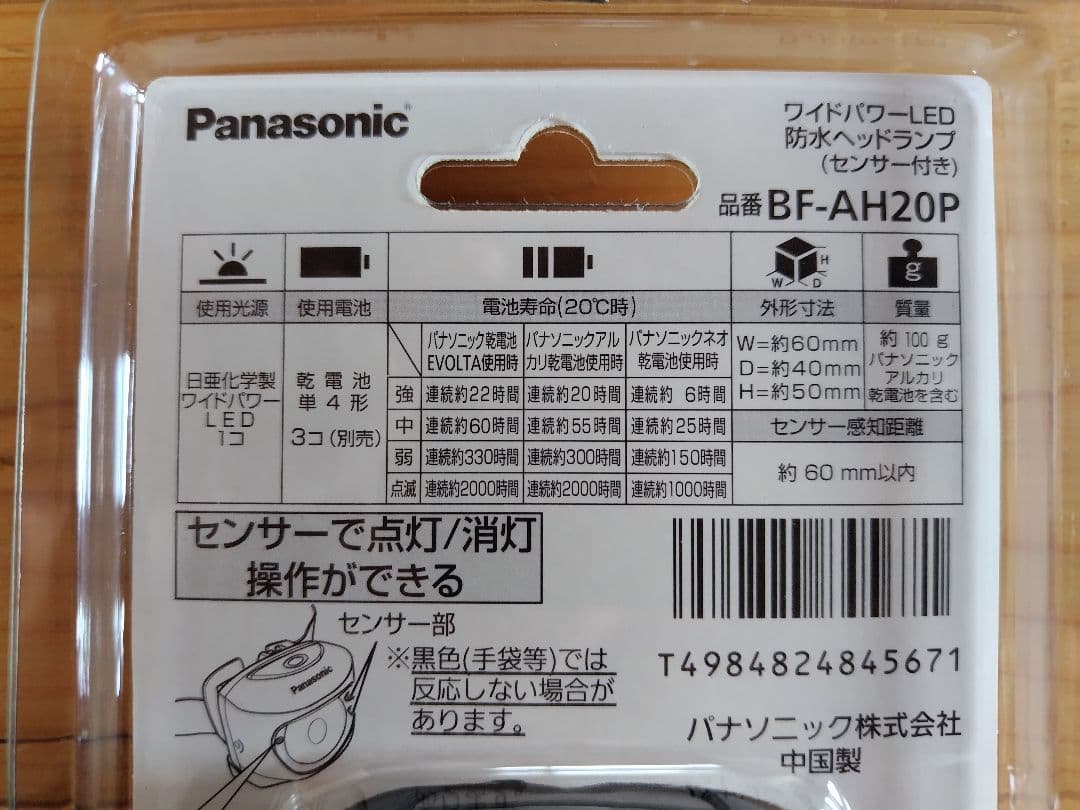 Panasonic®
ワイドパワーLED
防水ヘッドランプ
(センサー付き)
品番 BF-AH20P
H
W D
g
使用光源 使用電池 電池寿命(20℃時) 外形寸法 質量
日亜化学製
ワイドパワー
LED
1コ
乾電池
単4形
3コ(別売)
パナソニック乾電池
EVOLTA使用時
パナソニックアル
カリ乾電池使用時
パナソニックネオ
乾電池使用時
強 連続約22時間 連続約20時間 連続約 6時間
中 連続約60時間 連続約55時間 連続約25時間
弱 連続約330時間 連続約300時間 連続約150時間
点滅 連続約2000時間 連続約2000時間 連続約1000時間
W=約60mm
D=約40mm
H=約50mm
約100g
パナソニック
アルカリ
乾電池を含む
センサー感知距離
約 60 mm以内
センサーで点灯/消灯
操作ができる
センサー部
Panasonic
※黒色(手袋等)では
反応しない場合が
あります。
T4984824845671
パナソニック株式会社
中国製